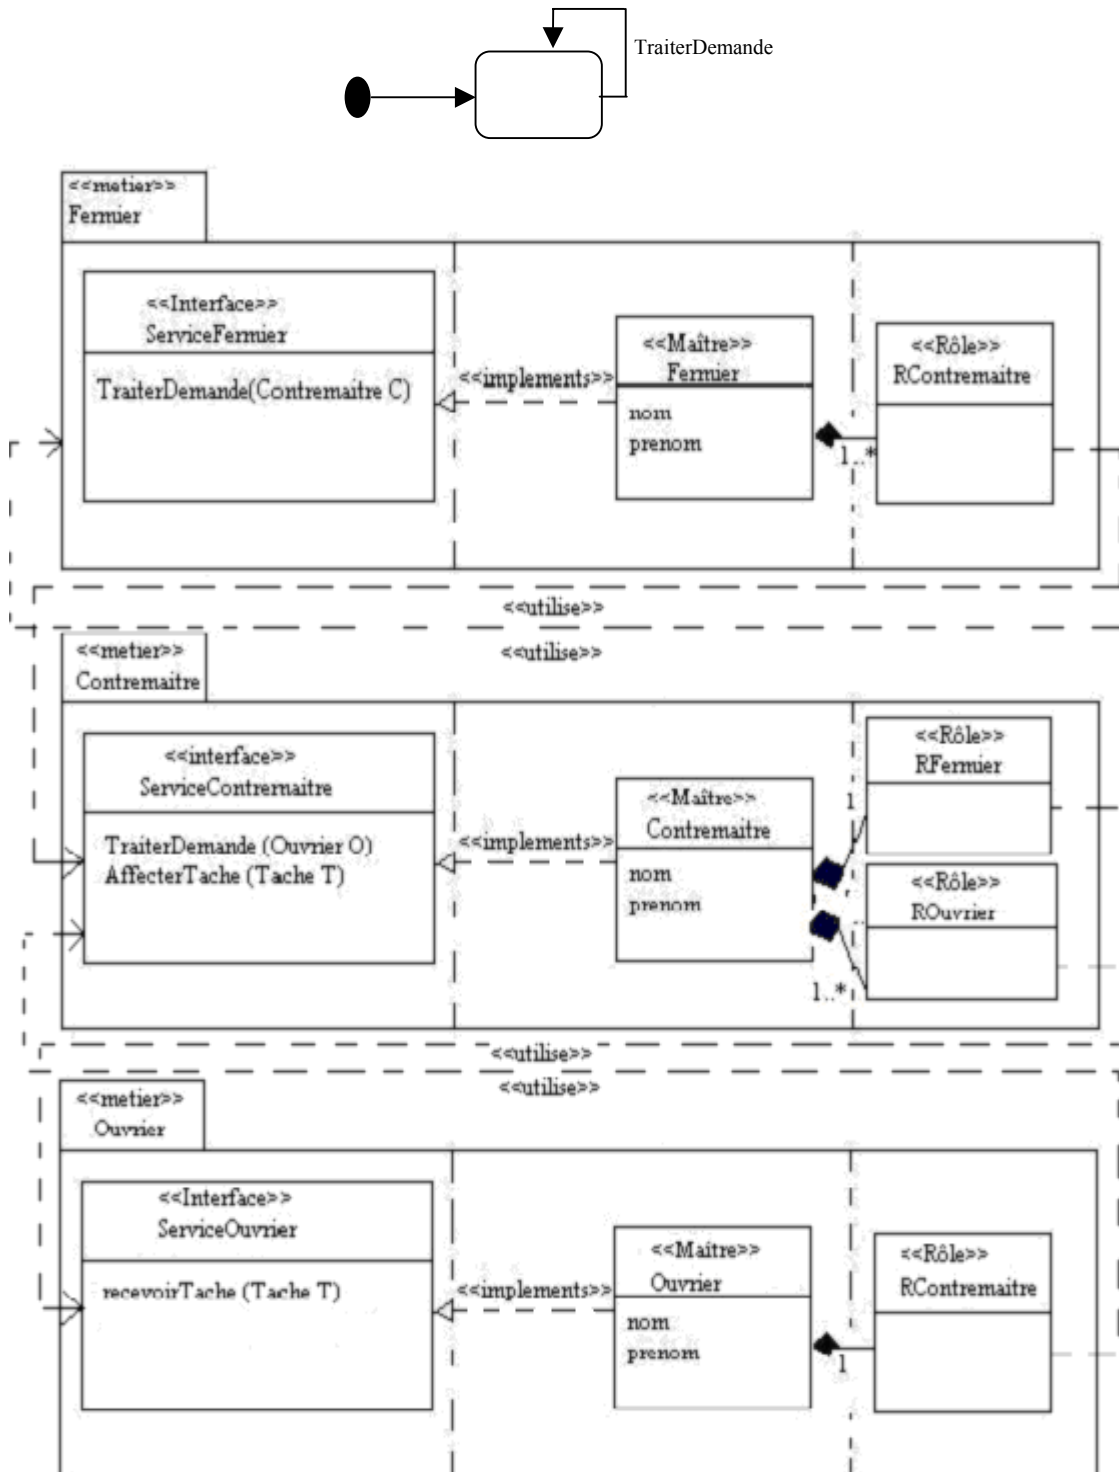 TraiterDemande
<<metier>>
Fermier
<<Interface>>
ServiceFermier
TraiterDemande(Contremaitre C)
<<implements>>
<<Maître>>
Fermier
nom
prenom
1..*
<<Rôle>>
RContremaitre
<<utilise>>
<<utilise>>
<<metier>>
Contremaitre
<<interface>>
ServiceContremaitre
TraiterDemande (Ouvrier O)
AffecterTache (Tache T)
<<implements>>
<<Maître>>
Contremaitre
nom
prenom
1
1..*
<<Rôle>>
RFermier
<<Rôle>>
ROuvrier
<<utilise>>
<<utilise>>
<<metier>>
Ouvrier
<<Interface>>
ServiceOuvrier
recevoirTache (Tache T)
<<implements>>
<<Maître>>
Ouvrier
nom
prenom
1
<<Rôle>>
RContremaitre